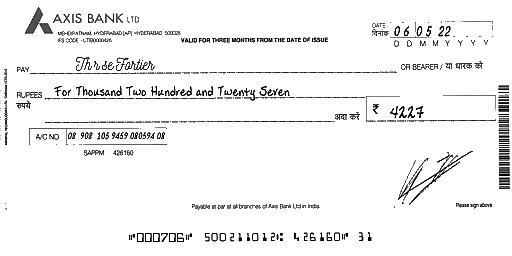 AXIS BANK LTD
MEHDIPATNAM, HYDERABAD [AP] HYDERABAD 500028
IFS CODE - UTIB0000426
VALID FOR THREE MONTHS FROM THE DATE OF ISSUE
DATE दिनांक 06 05 22
D D M M Y Y Y Y
PAY Th r se Fortier OR BEARER / या धारक को
RUPEES For Thousand Two Hundred and Twenty Seven
रुपये अदा करें ₹ 4227
A/C NO 08 908 105 9469 080594 08
SAPPM 426160
Payable at par at all branches of Axis Bank Ltd in India.
Please sign above
"000706" 500211012: 426160" 31